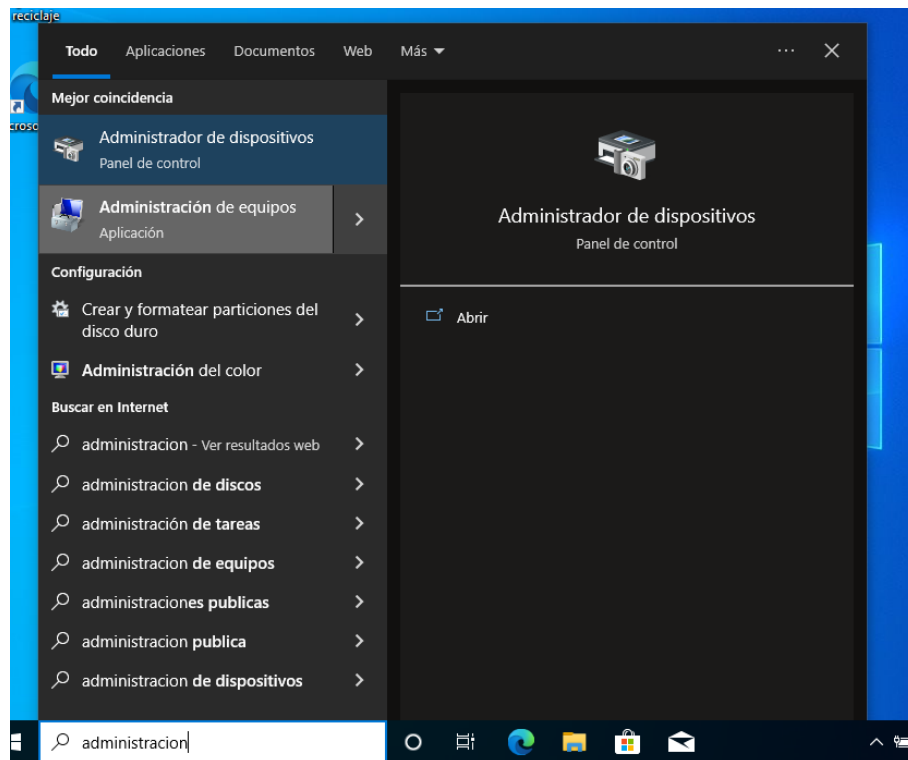 reciclaje
Todo Aplicaciones Documentos Web Más ···
Mejor coincidencia
Administrador de dispositivos
Panel de control
Administración de equipos
Aplicación
Configuración
Crear y formatear particiones del
disco duro
Administración del color
Buscar en Internet
administracion - Ver resultados web
administracion de discos
administración de tareas
administracion de equipos
administraciones publicas
administracion publica
administracion de dispositivos
administracion
Administrador de dispositivos
Panel de control
Abrir
croso